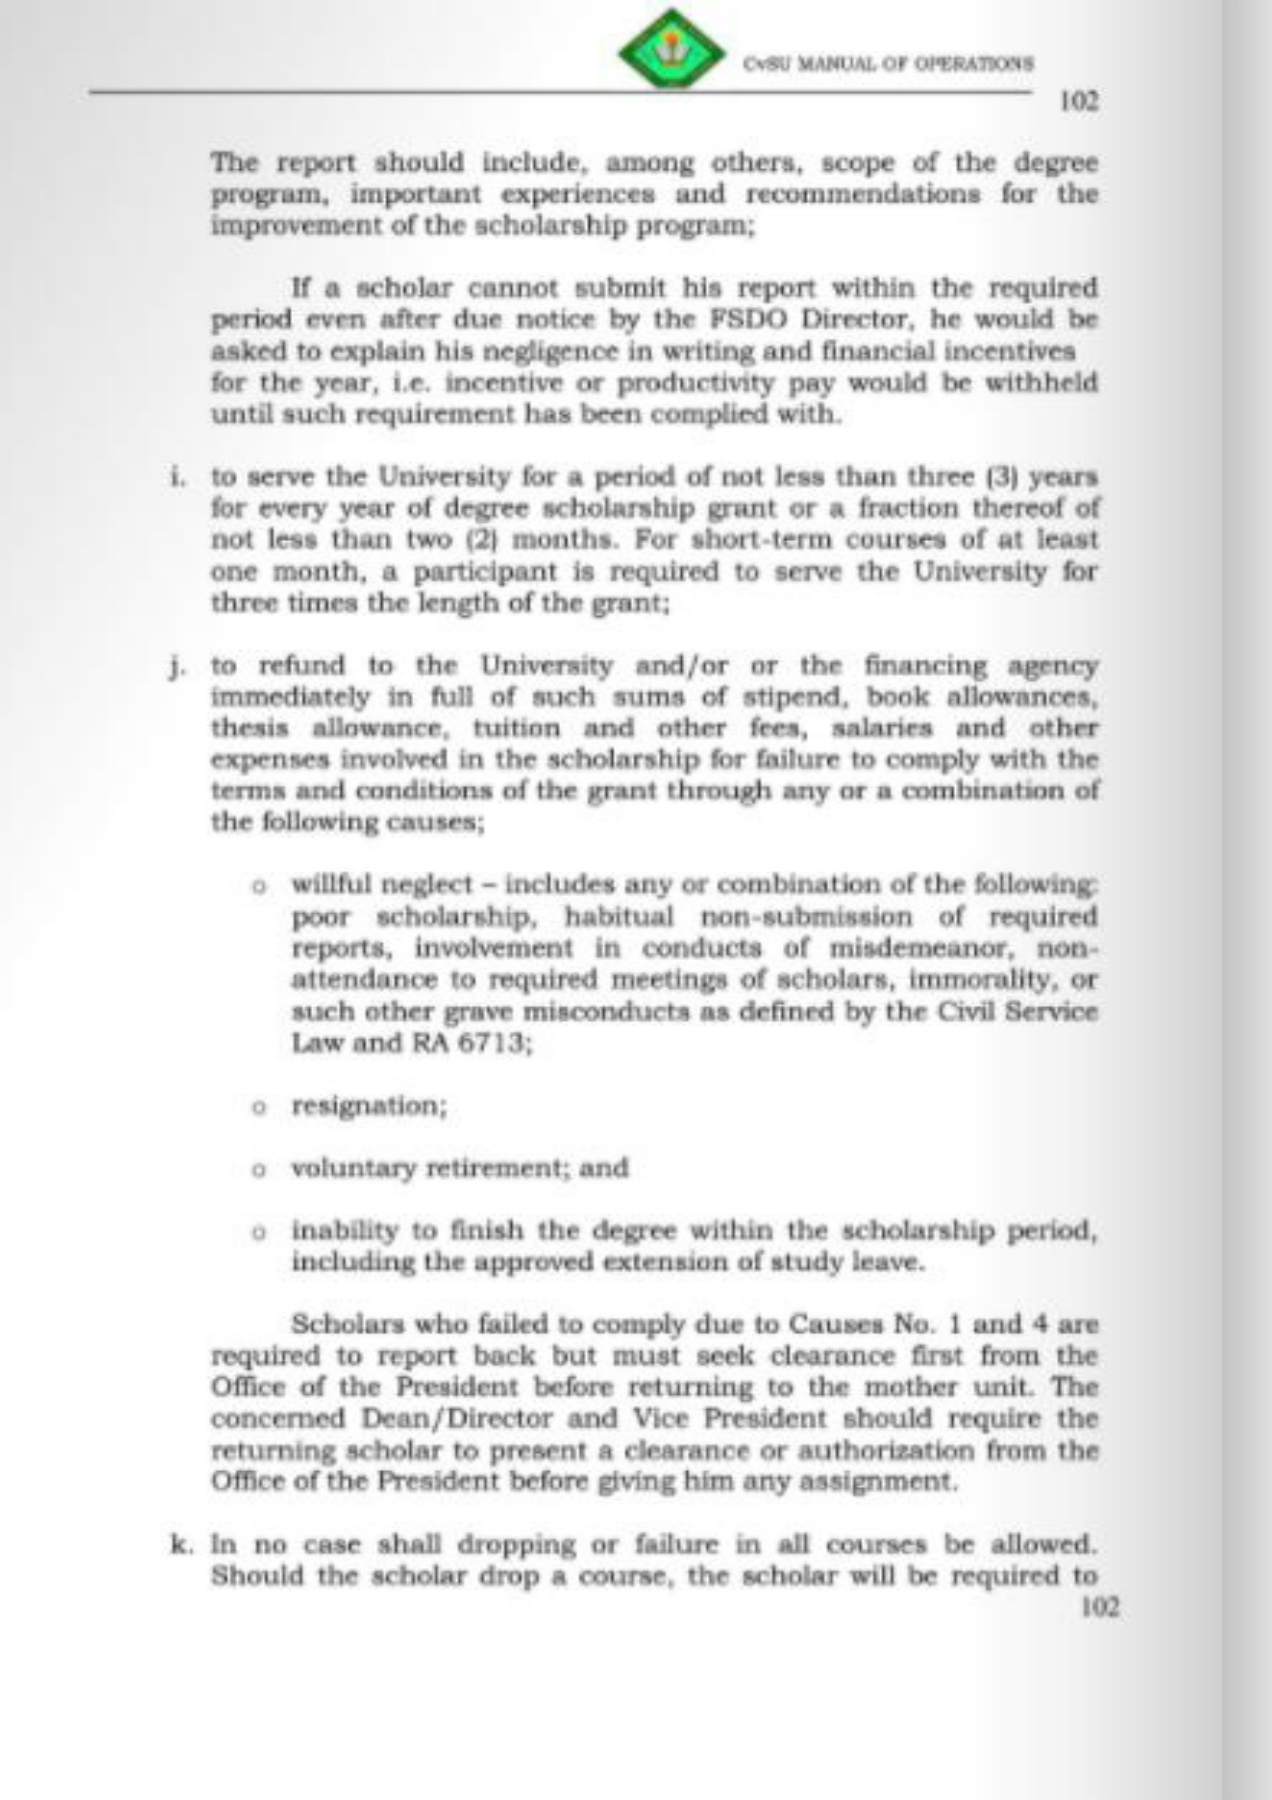 CvSU MANUAL OF OPERATIONS
102
The report should include, among others, scope of the degree
program, important experiences and recommendations for the
improvement of the scholarship program;
If a scholar cannot submit his report within the required
period even after due notice by the FSDO Director, he would be
asked to explain his negligence in writing and financial incentives
for the year, i.e. incentive or productivity pay would be withheld
until such requirement has been complied with.
i. to serve the University for a period of not less than three (3) years
for every year of degree scholarship grant or a fraction thereof of
not less than two (2) months. For short-term courses of at least
one month, a participant is required to serve the University for
three times the length of the grant;
j. to refund to the University and/or or the financing agency
immediately in full of such sums of stipend, book allowances,
thesis allowance, tuition and other fees, salaries and other
expenses involved in the scholarship for failure to comply with the
terms and conditions of the grant through any or a combination of
the following causes;
o willful neglect – includes any or combination of the following:
poor scholarship, habitual non-submission of required
reports, involvement in conducts of misdemeanor, non-
attendance to required meetings of scholars, immorality, or
such other grave misconducts as defined by the Civil Service
Law and RA 6713;
o resignation;
o voluntary retirement; and
o inability to finish the degree within the scholarship period,
including the approved extension of study leave.
Scholars who failed to comply due to Causes No. 1 and 4 are
required to report back but must seek clearance first from the
Office of the President before returning to the mother unit. The
concerned Dean/Director and Vice President should require the
returning scholar to present a clearance or authorization from the
Office of the President before giving him any assignment.
k. In no case shall dropping or failure in all courses be allowed.
Should the scholar drop a course, the scholar will be required to
102